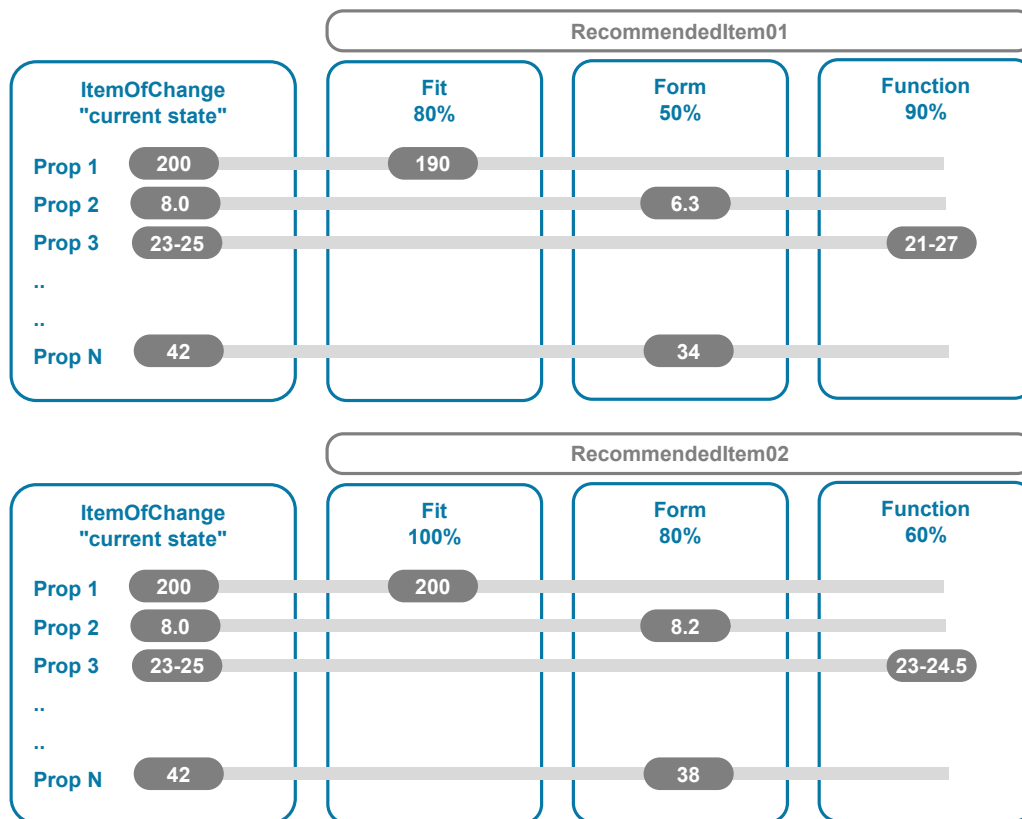 RecommendedItem01
ItemOfChange
"current state"
Fit
80%
Form
50%
Function
90%
Prop 1 200 190
Prop 2 8.0 6.3
Prop 3 23-25 21-27
..
..
Prop N 42 34
RecommendedItem02
ItemOfChange
"current state"
Fit
100%
Form
80%
Function
60%
Prop 1 200 200
Prop 2 8.0 8.2
Prop 3 23-25 23-24.5
..
..
Prop N 42 38